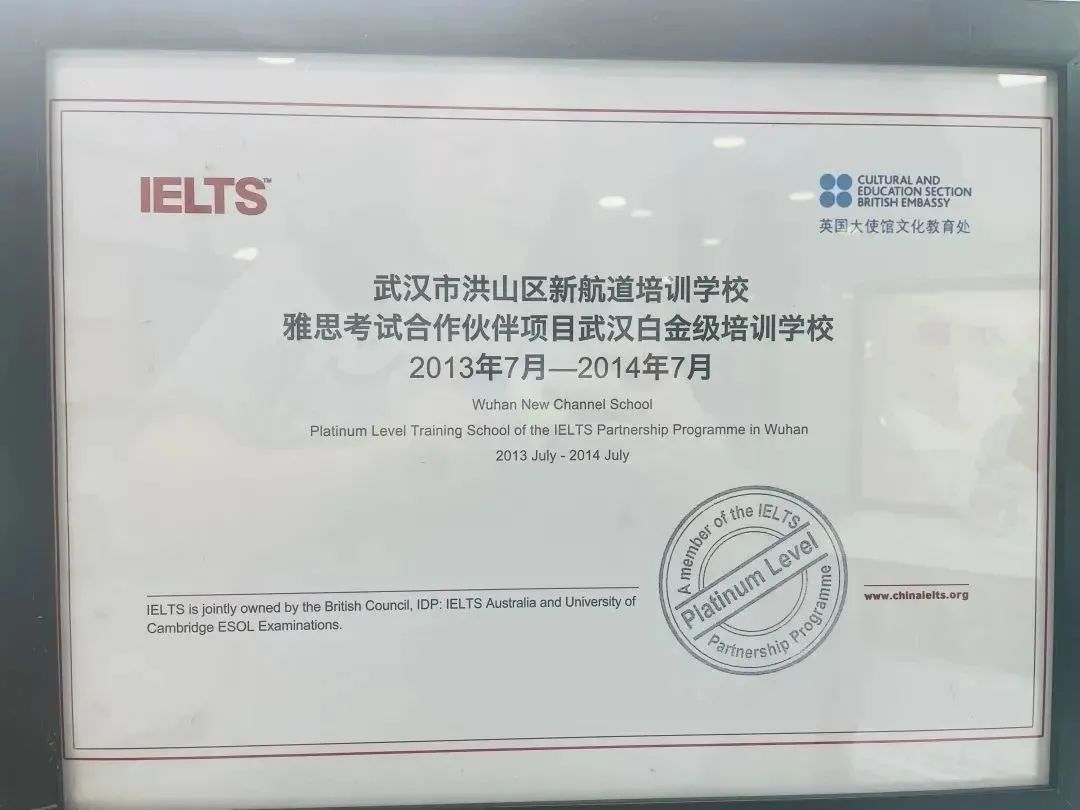 IELTS™
CULTURAL AND
EDUCATION SECTION
BRITISH EMBASSY
英国大使馆文化教育处
武汉市洪山区新航道培训学校
雅思考试合作伙伴项目武汉白金级培训学校
2013年7月—2014年7月
Wuhan New Channel School
Platinum Level Training School of the IELTS Partnership Programme in Wuhan
2013 July - 2014 July
A member of the IELTS
Platinum Level
Partnership Programme
IELTS is jointly owned by the British Council, IDP: IELTS Australia and University of
Cambridge ESOL Examinations.
www.chinaielts.org